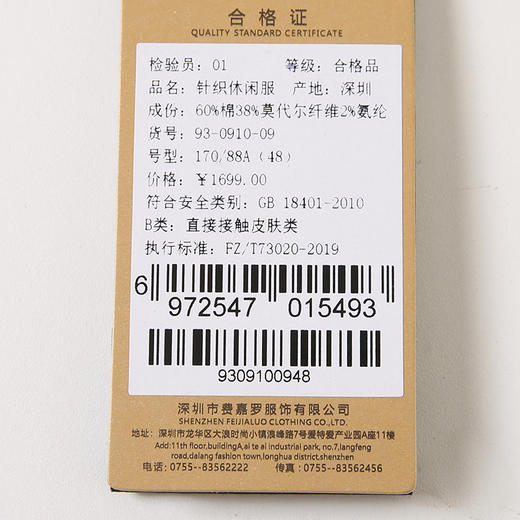 合格证
QUALITY STANDARD CERTIFICATE
检验员: 01 等级: 合格品
品名: 针织休闲服 产地: 深圳
成份: 60%棉38%莫代尔纤维2%氨纶
货号: 93-0910-09
号型: 170/88A (48)
价格: ¥1699.00
符合安全类别: GB 18401-2010
B类: 直接接触皮肤类
执行标准: FZ/T73020-2019
6 972547 015493
9309100948
深圳市费嘉罗服饰有限公司
SHENZHEN FEIJIALUO CLOTHING CO.,LTD.
地址: 深圳市龙华区大浪时尚小镇浪峰路7号爱特爱产业园A座11楼
Add:11th floor,building A,ai te ai industrial park, no.7,langfeng
road,dalang fashion town,longhua district,shenzhen
电话: 0755--83562222 传真: 0755--83562456